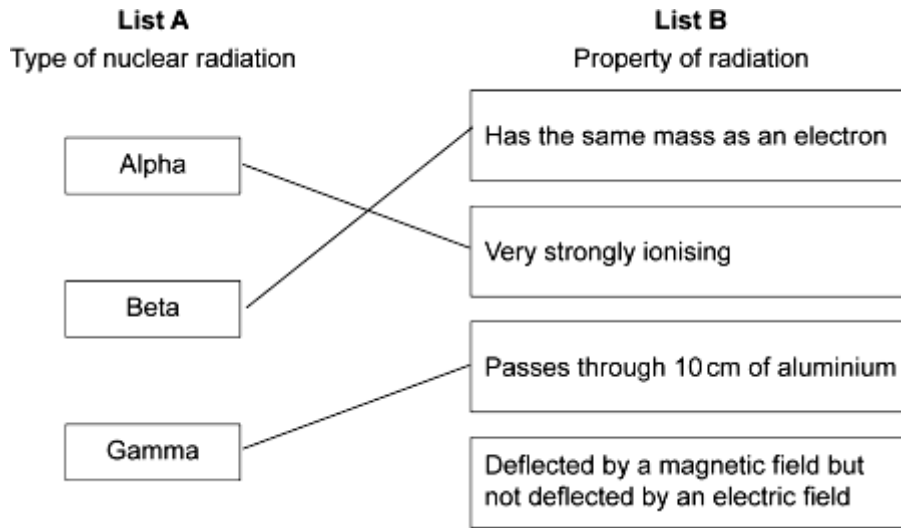 List A
Type of nuclear radiation
Alpha
Beta
Gamma
List B
Property of radiation
Has the same mass as an electron
Very strongly ionising
Passes through 10 cm of aluminium
Deflected by a magnetic field but
not deflected by an electric field